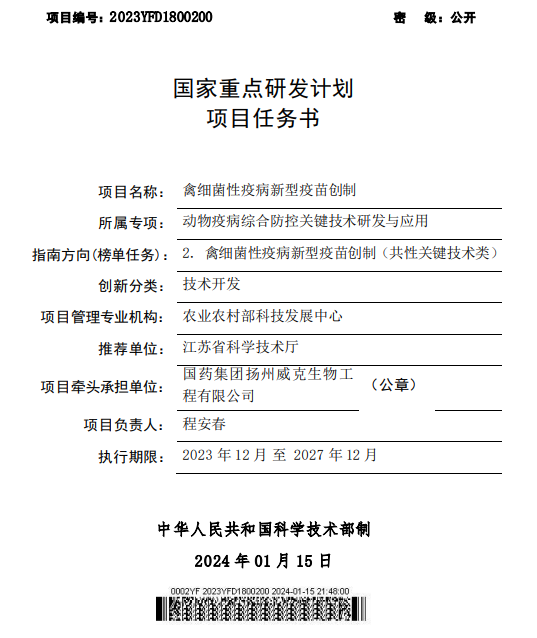 项目编号：2023YFD1800200 密 级：公开
国家重点研发计划
项目任务书
项目名称： 禽细菌性疫病新型疫苗创制
所属专项： 动物疫病综合防控关键技术研发与应用
指南方向(榜单任务)： 2. 禽细菌性疫病新型疫苗创制（共性关键技术类）
创新分类： 技术开发
项目管理专业机构： 农业农村部科技发展中心
推荐单位： 江苏省科学技术厅
项目牵头承担单位： 国药集团扬州威克生物工
程有限公司 （公章）
项目负责人： 程安春
执行期限： 2023 年 12 月 至 2027 年 12 月
中华人民共和国科学技术部制
2024 年 01 月 15 日
0002YF 2023YFD1800200 2024-01-15 21:48:00